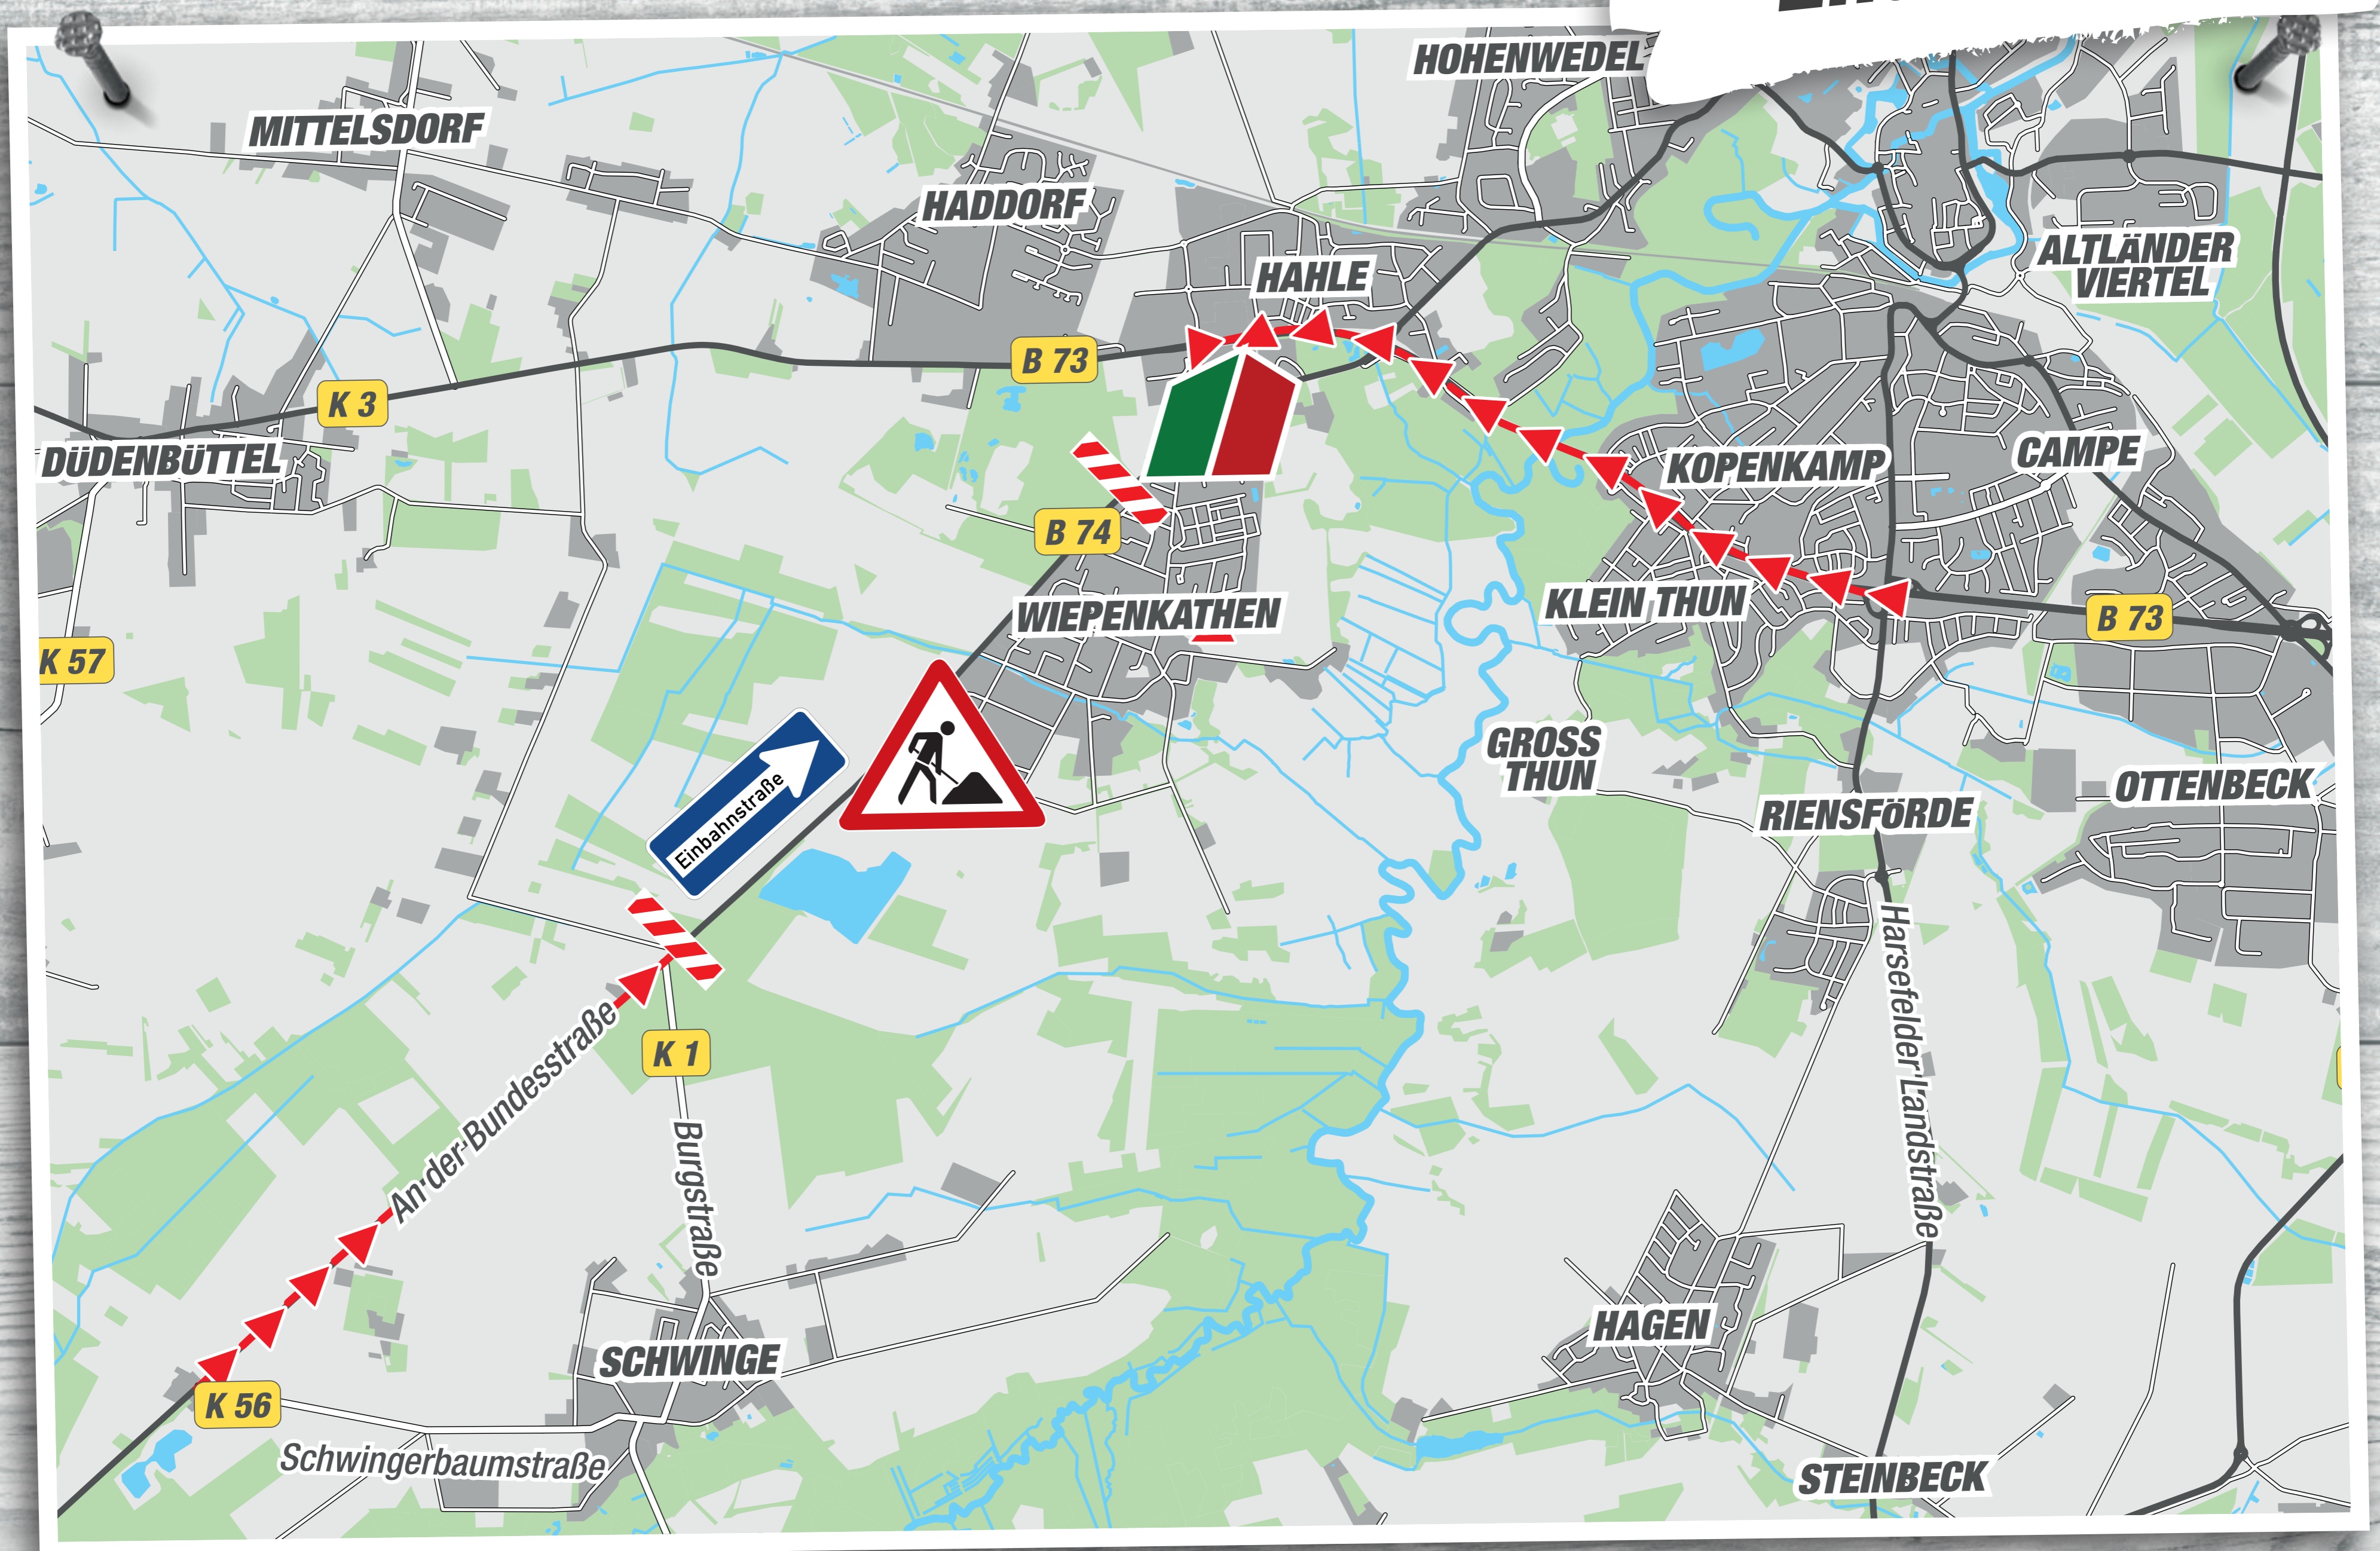 HOHENWEDEL
MITTELSDORF
HADDORF
ALTLÄNDER
VIERTEL
HAHLE
B 73
K 3
DÜDENBÜTTEL
KOPENKAMP
CAMPE
B 74
WIEPENKATHEN
KLEIN THUN
B 73
K 57
GROSS
THUN
OTTENBECK
RIENSFÖRDE
Einbahnstraße
Harsefelder Landstraße
An der Bundesstraße
K 1
Burgstraße
HAGEN
SCHWINGE
K 56
Schwingerbaumstraße
STEINBECK